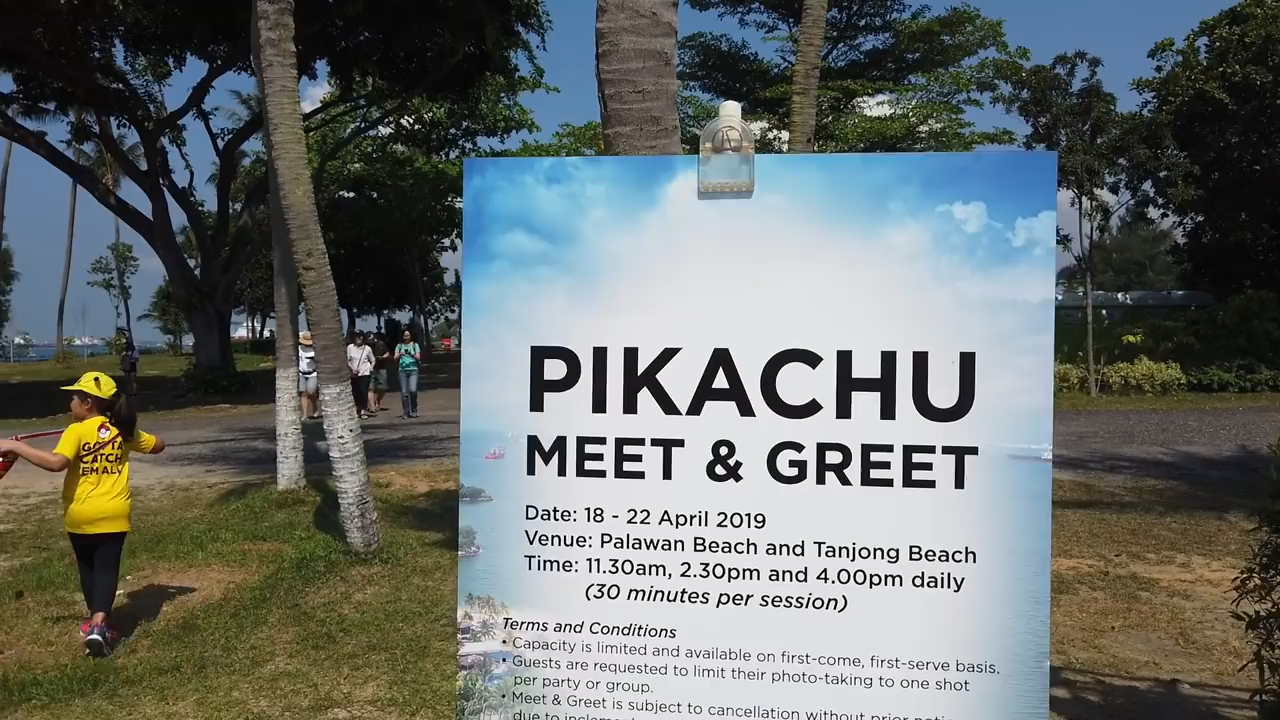 PIKACHU
MEET & GREET
Date: 18 - 22 April 2019
Venue: Palawan Beach and Tanjong Beach
Time: 11.30am, 2.30pm and 4.00pm daily
(30 minutes per session)
Terms and Conditions
• Capacity is limited and available on first-come, first-serve basis.
• Guests are requested to limit their photo-taking to one shot
per party or group.
• Meet & Greet is subject to cancellation without prior
due to
GOTTA
CATCH
EM ALL